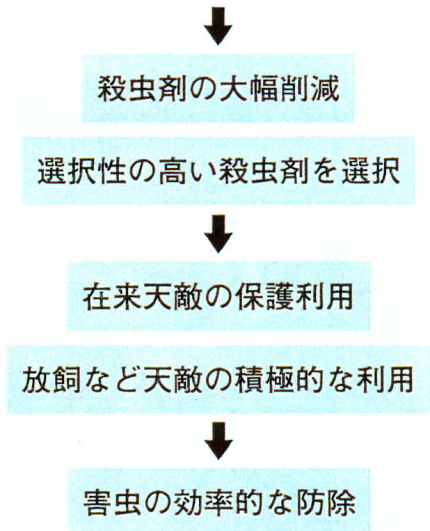 殺虫剤の大幅削減
選択性の高い殺虫剤を選択
在来天敵の保護利用
放飼など天敵の積極的な利用
害虫の効率的な防除